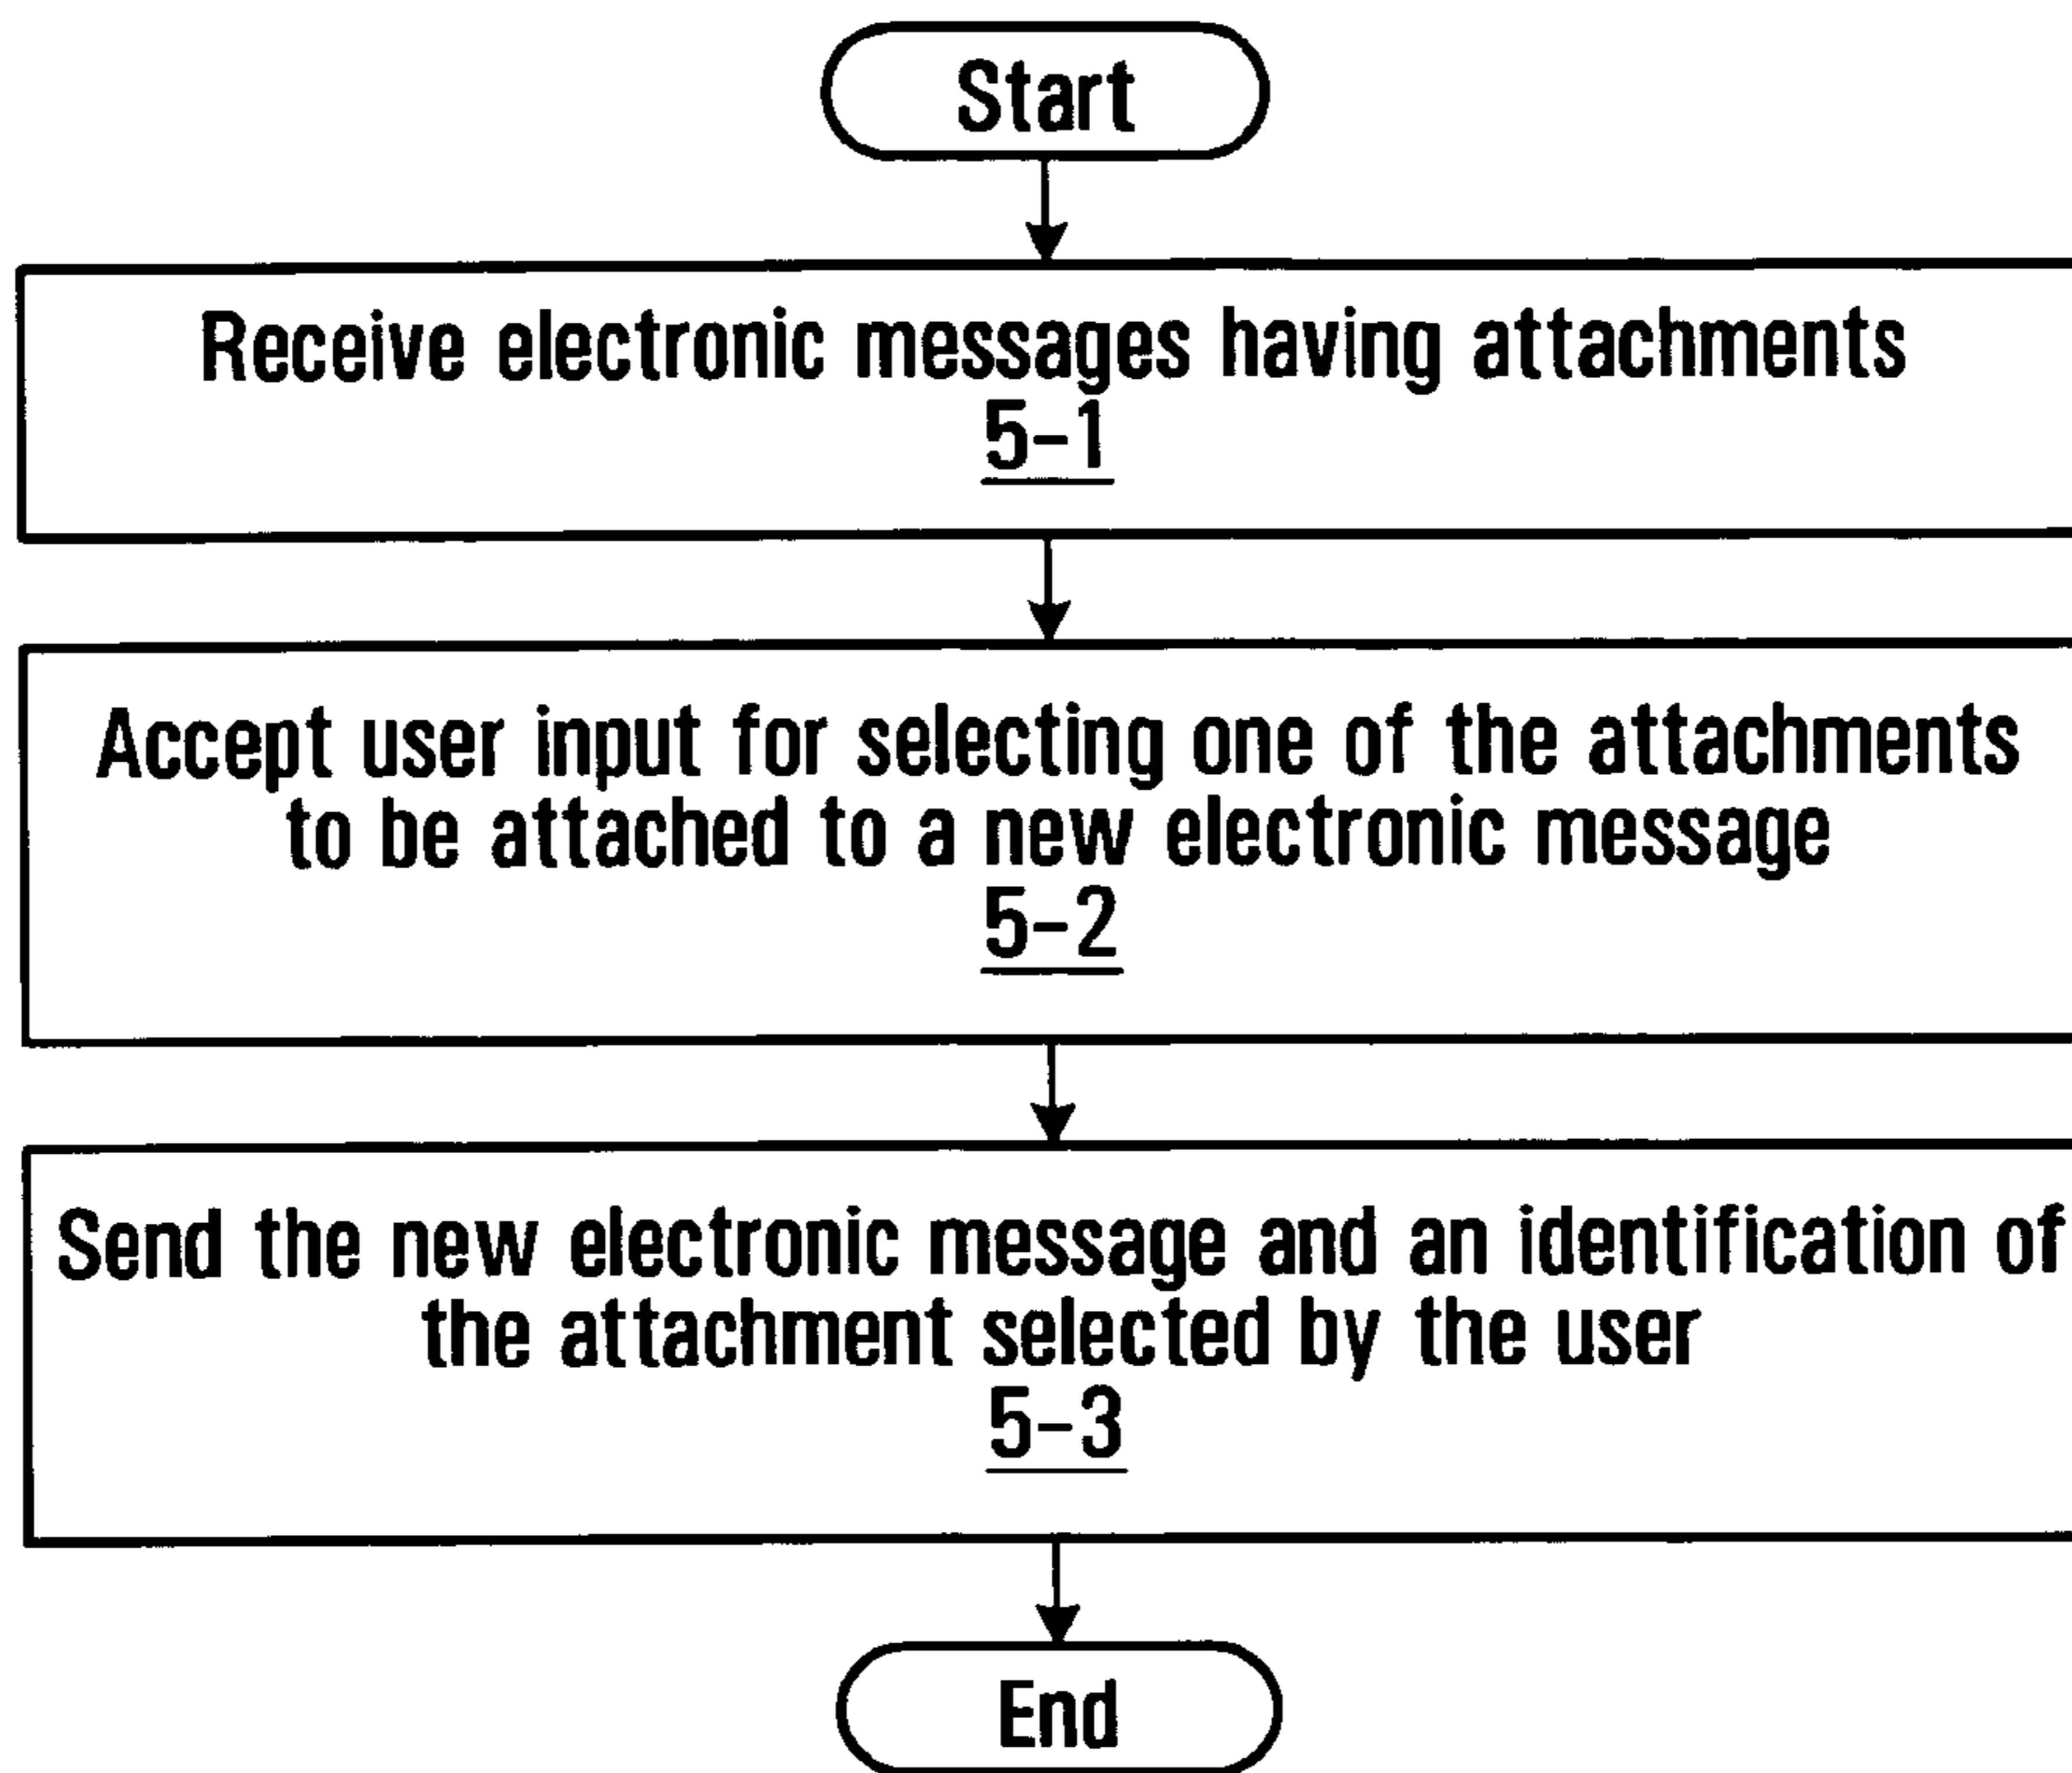 Start
Receive electronic messages having attachments
5-1
Accept user input for selecting one of the attachments
to be attached to a new electronic message
5-2
Send the new electronic message and an identification of
the attachment selected by the user
5-3
End